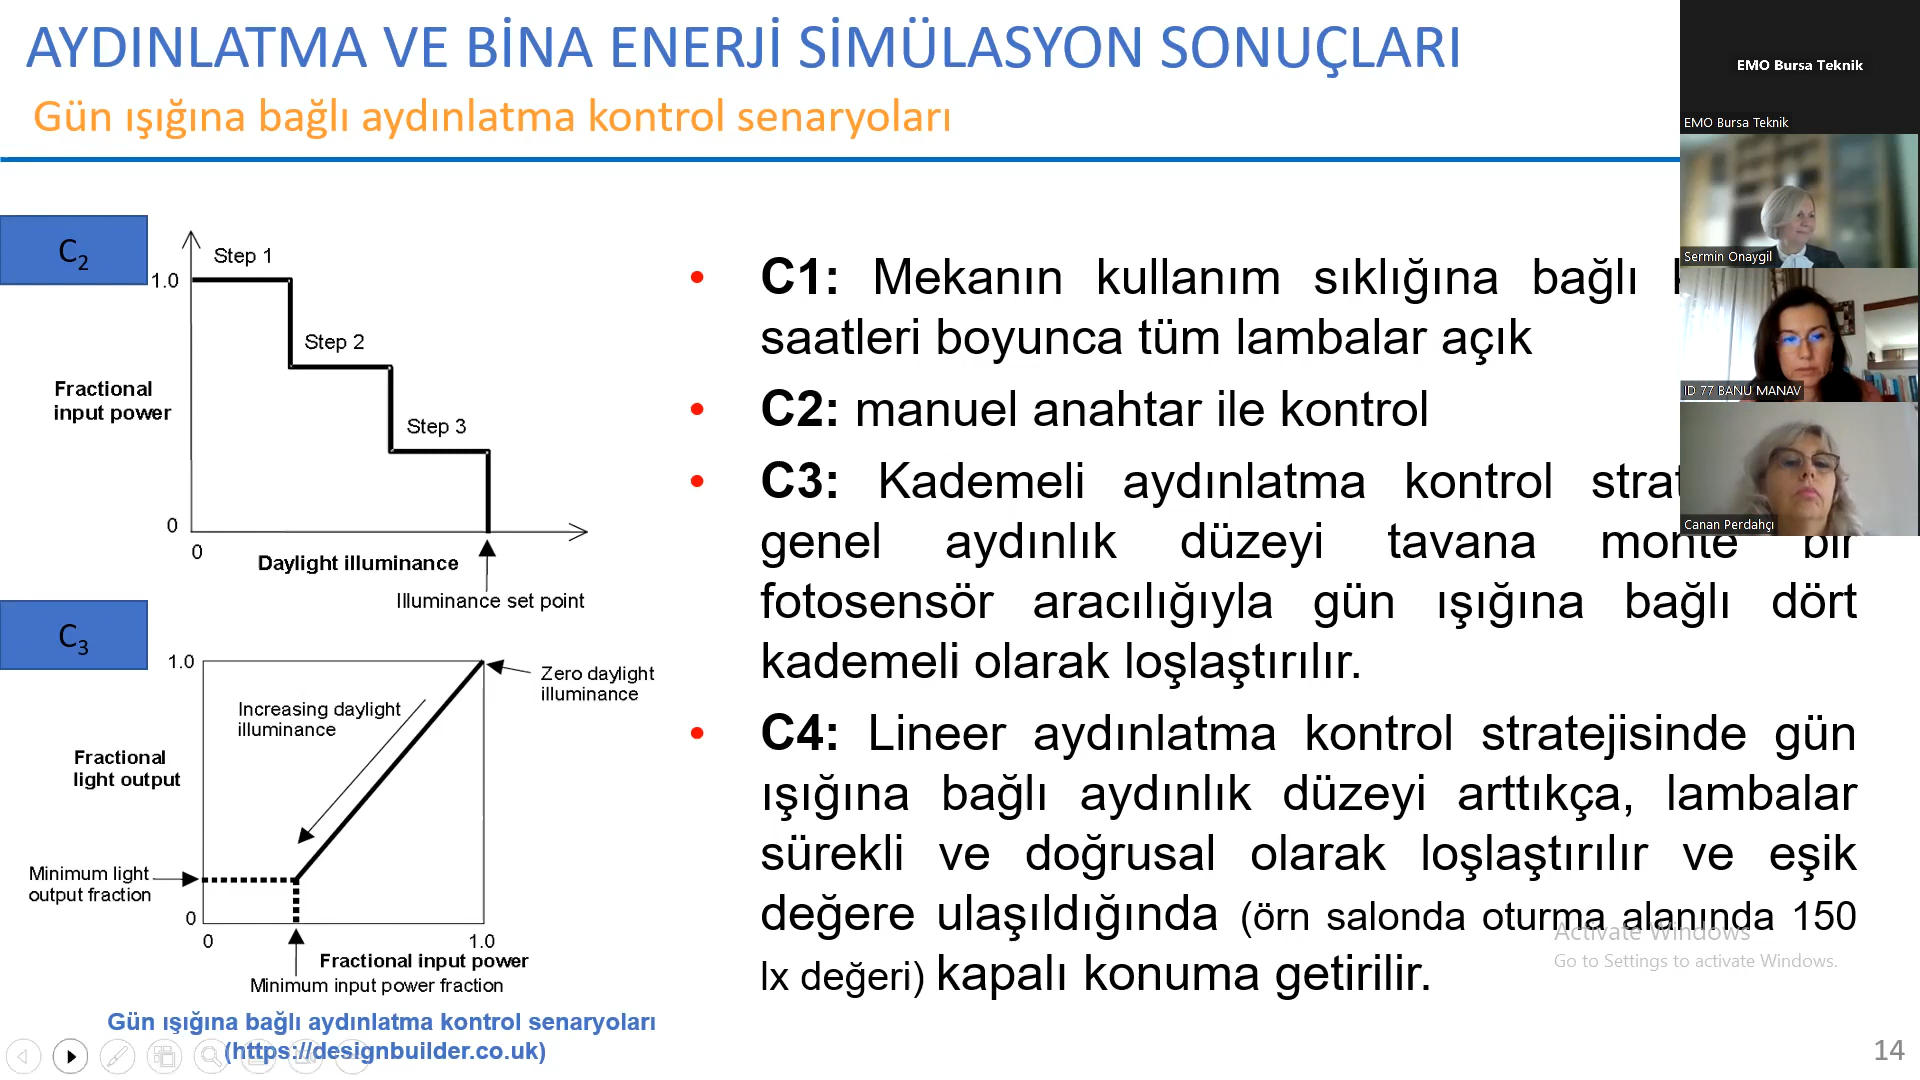 AYDINLATMA VE BİNA ENERJİ SİMÜLASYON SONUÇLARI
Gün ışığına bağlı aydınlatma kontrol senaryoları
EMO Bursa Teknik
EMO Bursa Teknik
Sermin Onaygil
ID 77 BANU MANAV
Canan Perdahçı
C2
Step 1
1.0
Step 2
Fractional
input power
Step 3
0
0
Daylight illuminance
Illuminance set point
C3
1.0
Zero daylight
illuminance
Increasing daylight
illuminance
Fractional
light output
Minimum light
output fraction
0
0
1.0
Fractional input power
Minimum input power fraction
Gün ışığına bağlı aydınlatma kontrol senaryoları
(https://designbuilder.co.uk)
• C1: Mekanın kullanım sıklığına bağlı
saatleri boyunca tüm lambalar açık
• C2: manuel anahtar ile kontrol
• C3: Kademeli aydınlatma kontrol
genel aydınlık düzeyi tavana monte bir
fotosensör aracılığıyla gün ışığına bağlı dört
kademeli olarak loşlaştırılır.
• C4: Lineer aydınlatma kontrol stratejisinde gün
ışığına bağlı aydınlık düzeyi arttıkça, lambalar
sürekli ve doğrusal olarak loşlaştırılır ve eşik
değere ulaşıldığında (örn salonda oturma alanında 150
lx değeri) kapalı konuma getirilir.
Activate Windows
Go to Settings to activate Windows.
14